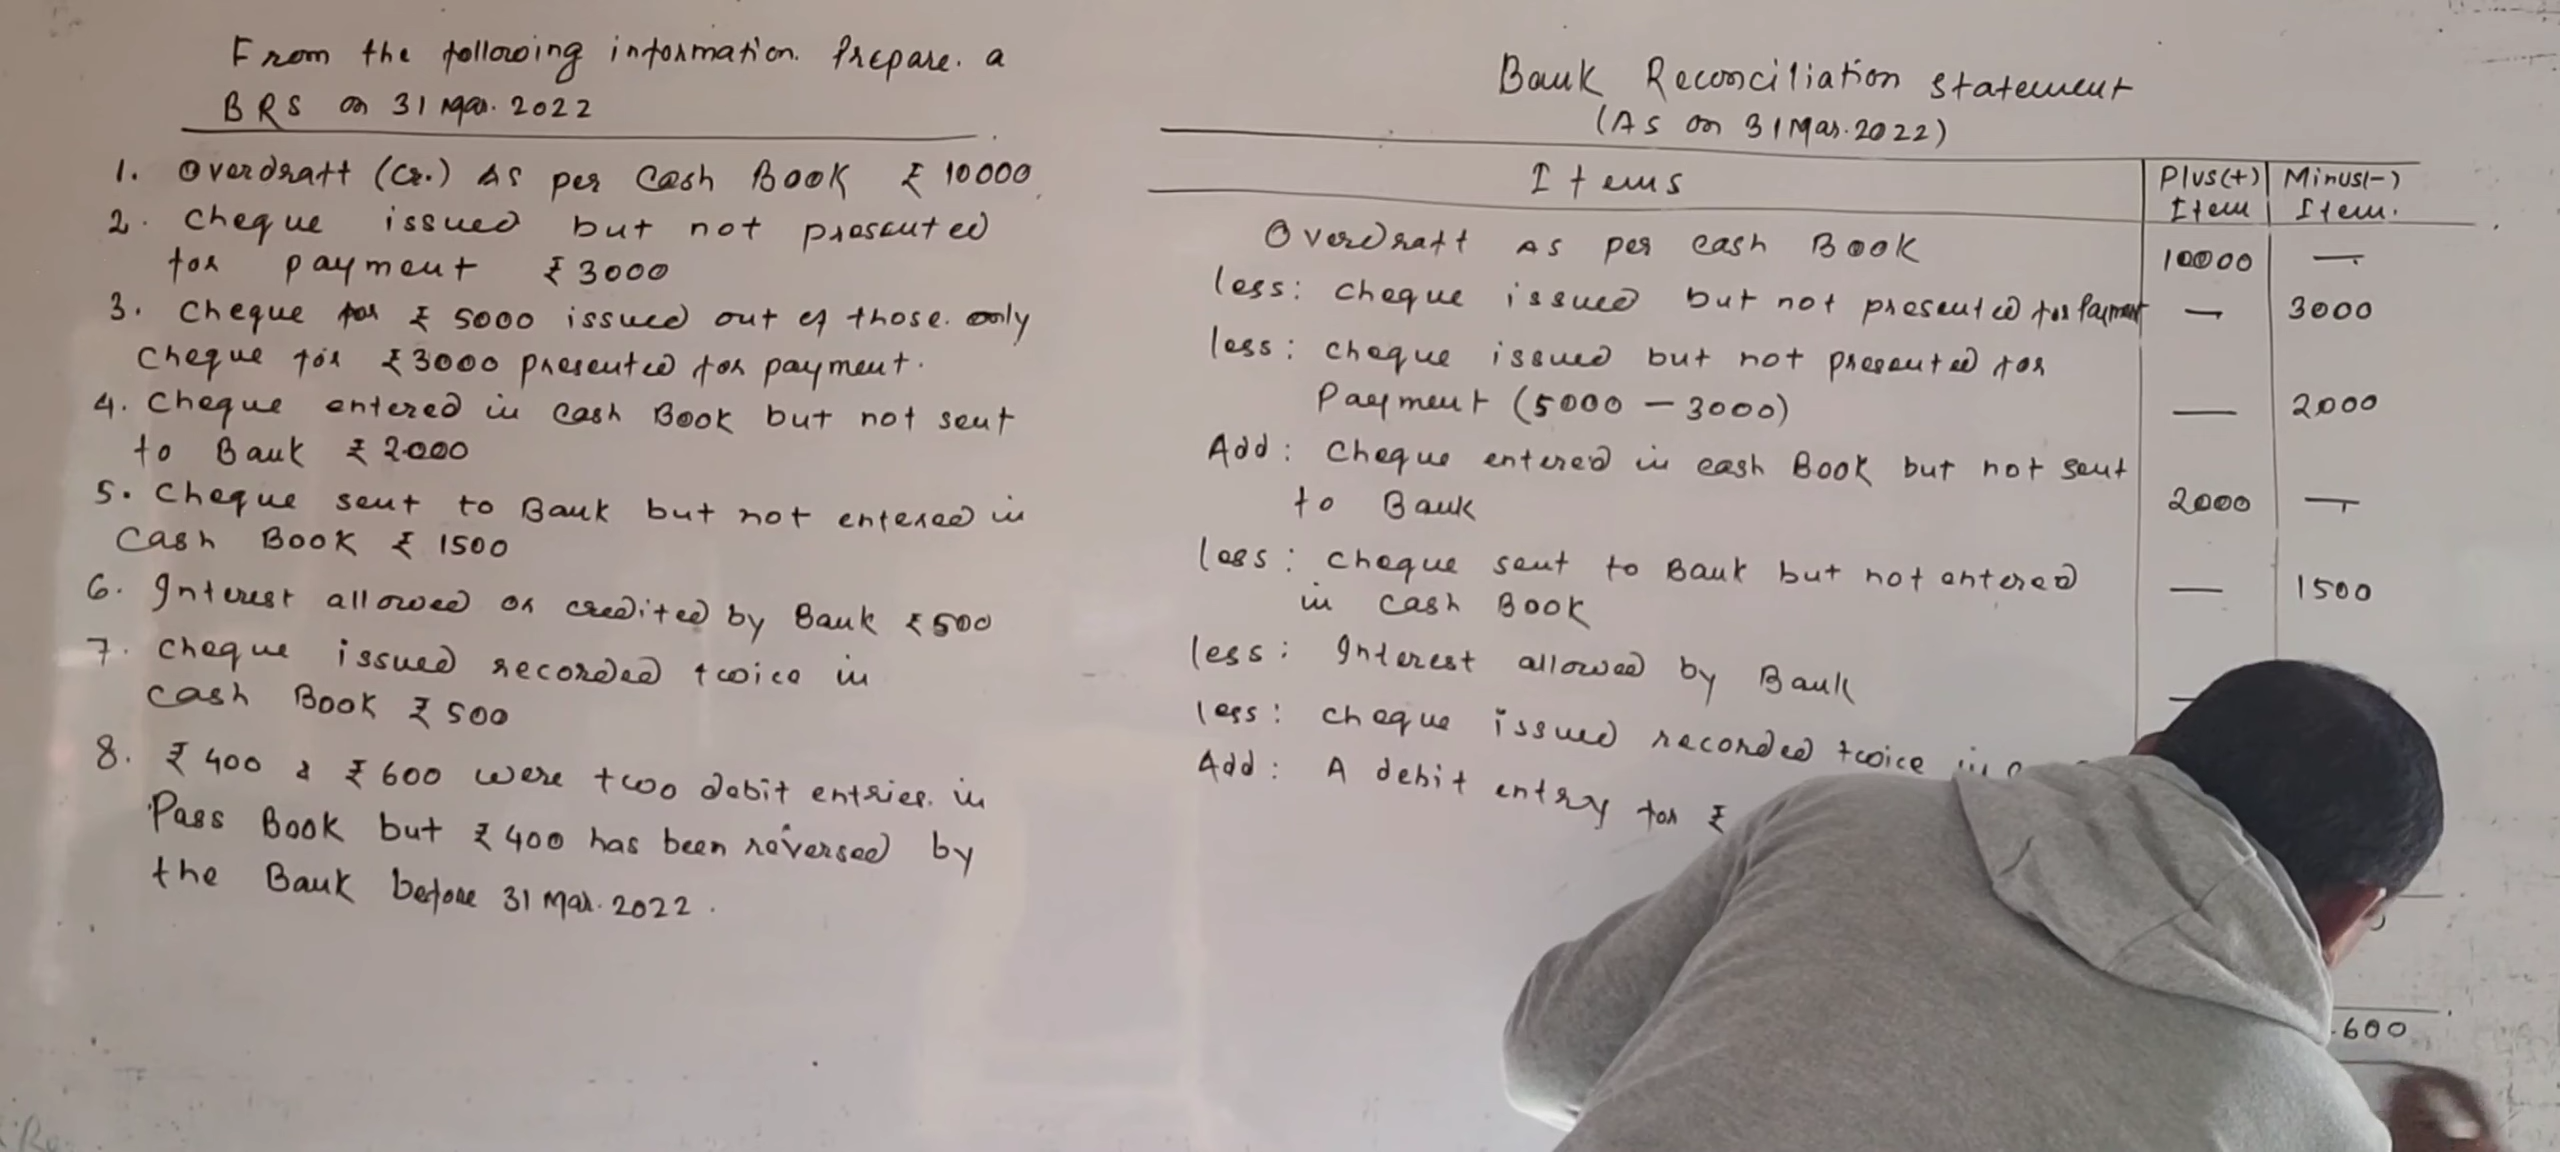 From the following information. Prepare. a
BRS on 31 Mar. 2022
1. Overdraft (Cr.) As per Cash Book ₹ 10000
2. Cheque issued but not presented
for payment ₹ 3000
3. Cheque for ₹ 5000 issued out of those. only
Cheque for ₹ 3000 presented for payment.
4. Cheque entered in Cash Book but not sent
to Bank ₹ 2000
5. Cheque sent to Bank but not entered in
Cash Book ₹ 1500
6. Interest allowed or credited by Bank ₹ 500
7. Cheque issued recorded twice in
Cash Book ₹ 500
8. ₹ 400 & ₹ 600 were two debit entries. in
Pass Book but ₹ 400 has been reversed by
the Bank before 31 Mar. 2022.
Bank Reconciliation Statement
(As on 31 Mar. 2022)
Items Plus(+) Item Minus(-) Item.
Overdraft As per Cash Book 10000 —
less: Cheque issued but not presented for Payment — 3000
less: Cheque issued but not presented for
Payment (5000 - 3000) — 2000
Add: Cheque entered in cash Book but not sent
to Bank 2000 —
less: Cheque sent to Bank but not entered
in Cash Book — 1500
less: Interest allowed by Bank —
less: Cheque issued recorded twice in
Add: A debit entry for ₹
600